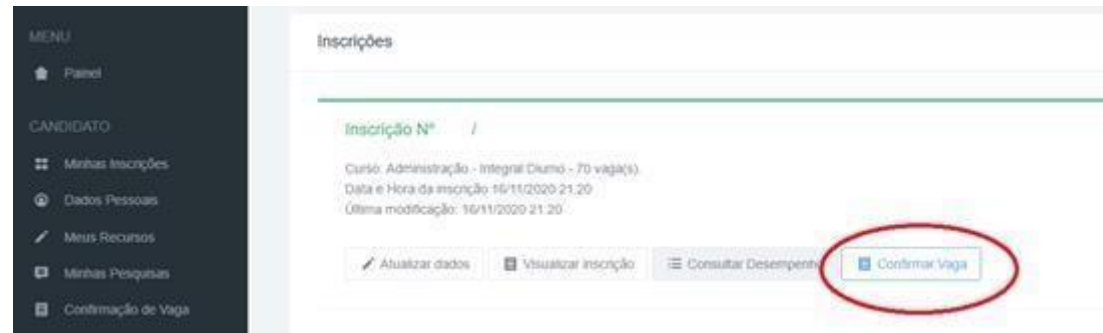 MENU
Painel
CANDIDATO
Minhas Inscrições
Dados Pessoais
Meus Recursos
Minhas Pesquisas
Confirmação de Vaga
Inscrições
Inscrição Nº /
Curso: Administração - Integral Diurno - 70 vaga(s)
Data e Hora da inscrição 16/11/2020 21:20
Última modificação: 16/11/2020 21:20
Atualizar dados Visualizar inscrição Consultar Desempenho Confirmar Vaga